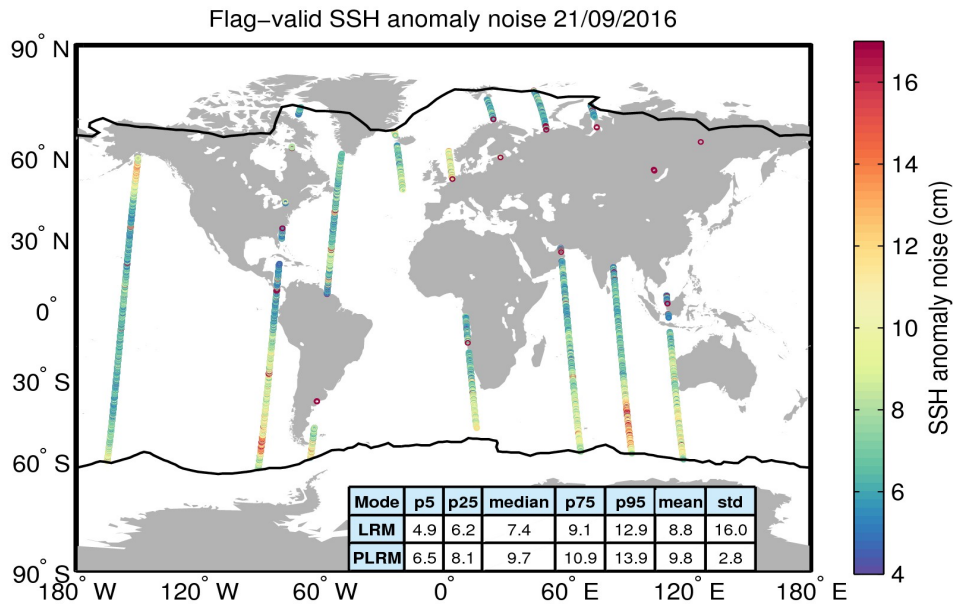 Flag−valid SSH anomaly noise 21/09/2016
90° N
60° N
30° N
0°
30° S
60° S
90° S
180° W
120° W
60° W
0°
60° E
120° E
180° E
Mode p5 p25 median p75 p95 mean std
LRM 4.9 6.2 7.4 9.1 12.9 8.8 16.0
PLRM 6.5 8.1 9.7 10.9 13.9 9.8 2.8
16
14
12
10
8
6
4
SSH anomaly noise (cm)